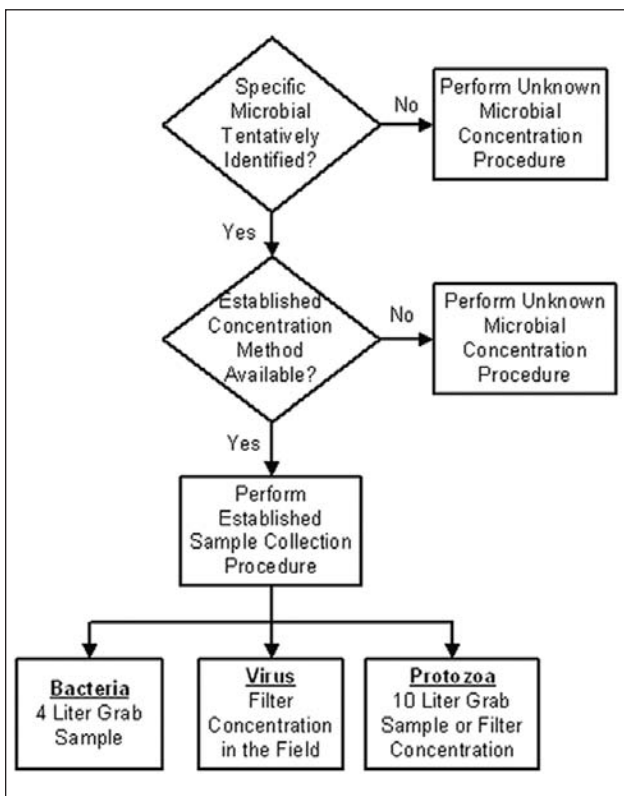 Specific
Microbial
Tentatively
Identified?
No
Perform Unknown
Microbial
Concentration
Procedure
Yes
Established
Concentration
Method
Available?
No
Perform Unknown
Microbial
Concentration
Procedure
Yes
Perform
Established
Sample Collection
Procedure
Bacteria
4 Liter Grab
Sample
Virus
Filter
Concentration
in the Field
Protozoa
10 Liter Grab
Sample or Filter
Concentration